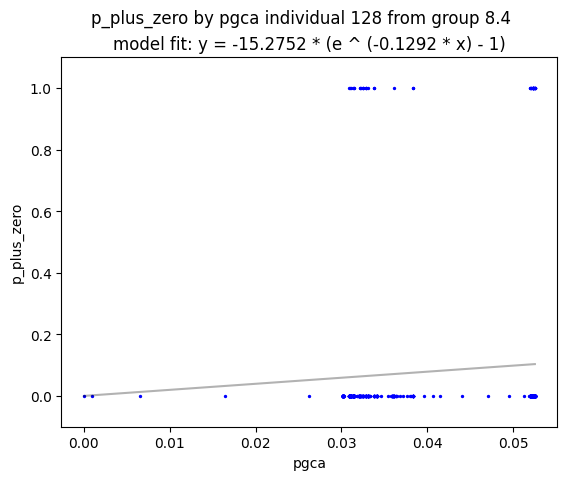 p_plus_zero by pgca individual 128 from group 8.4
model fit: y = -15.2752 * (e ^ (-0.1292 * x) - 1)
1.0
0.8
0.6
0.4
0.2
0.0
p_plus_zero
0.00 0.01 0.02 0.03 0.04 0.05
pgca